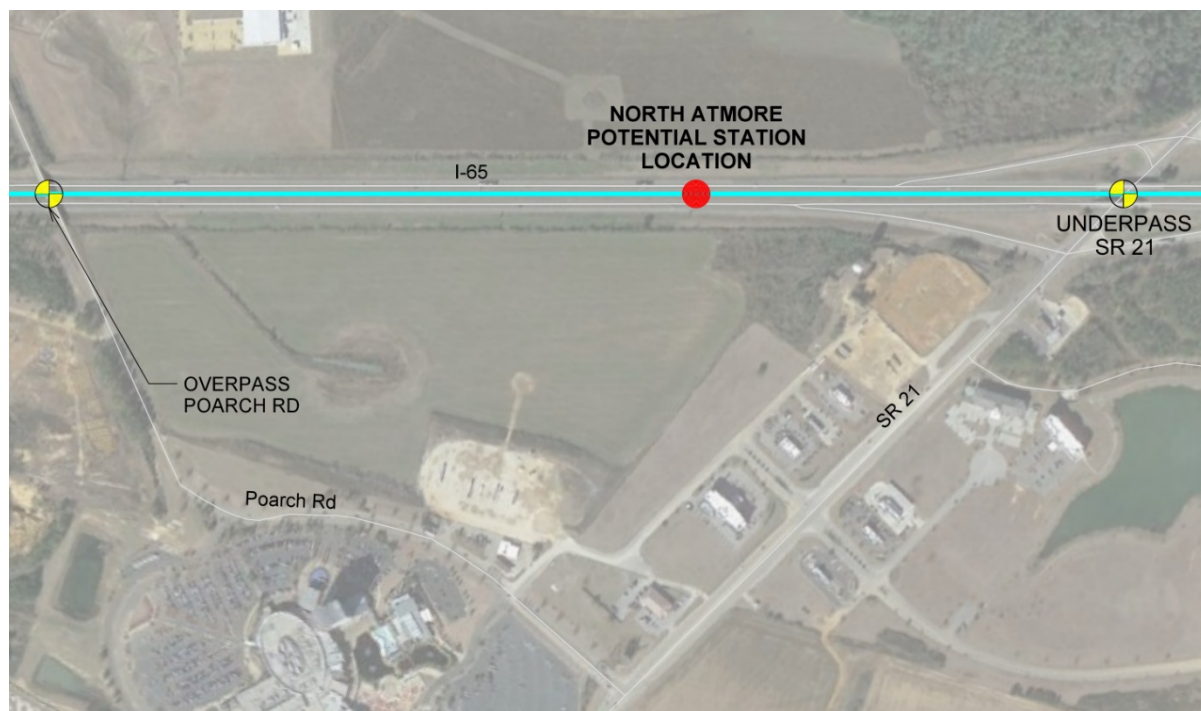 NORTH ATMORE
POTENTIAL STATION
LOCATION
I-65
UNDERPASS
SR 21
OVERPASS
POARCH RD
SR 21
Poarch Rd